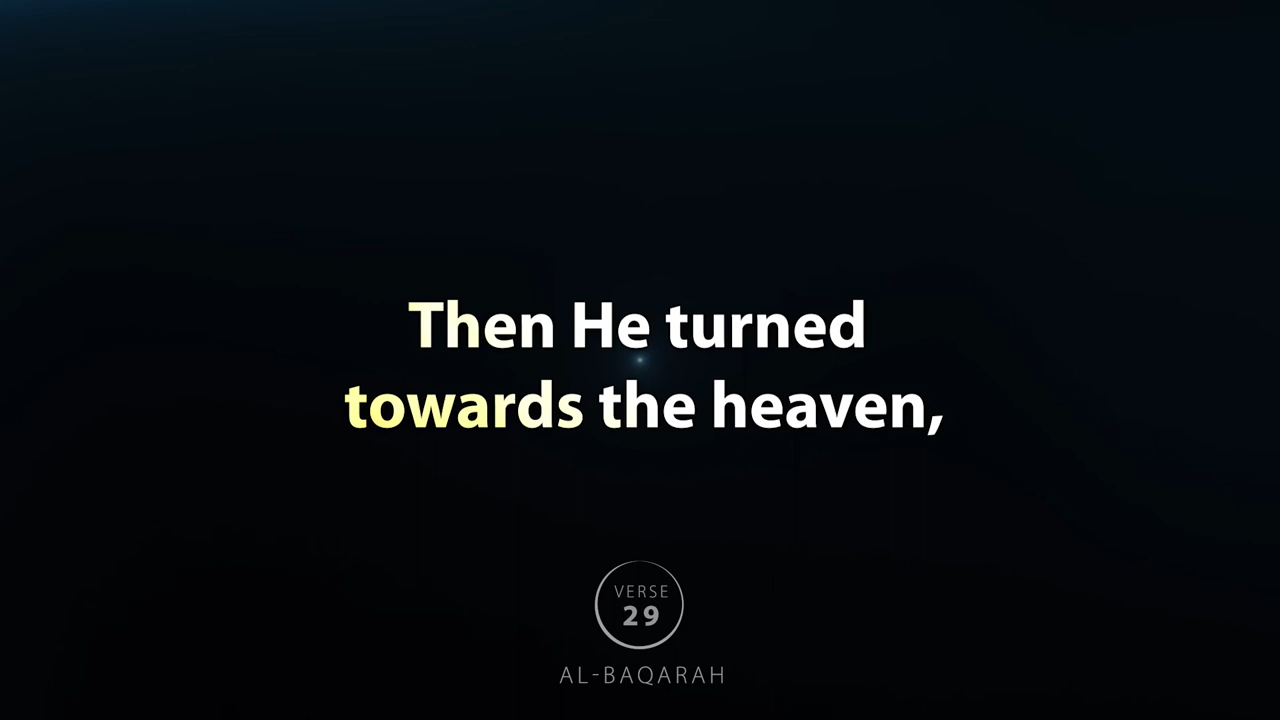 Then He turned
towards the heaven,
VERSE
29
AL-BAQARAH